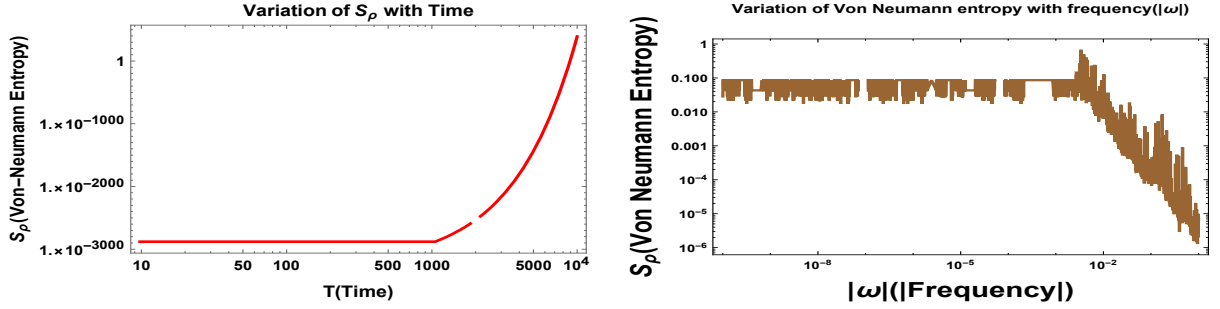 Variation of Sρ with Time
Sρ(Von-Neumann Entropy)
1
1.×10^-1000
1.×10^-2000
1.×10^-3000
10 50 100 500 1000 5000 10^4
T(Time)
Variation of Von Neumann entropy with frequency(|ω|)
Sρ(Von Neumann Entropy)
1
0.100
0.010
0.001
10^-4
10^-5
10^-6
10^-8 10^-5 10^-2
|ω|(|Frequency|)